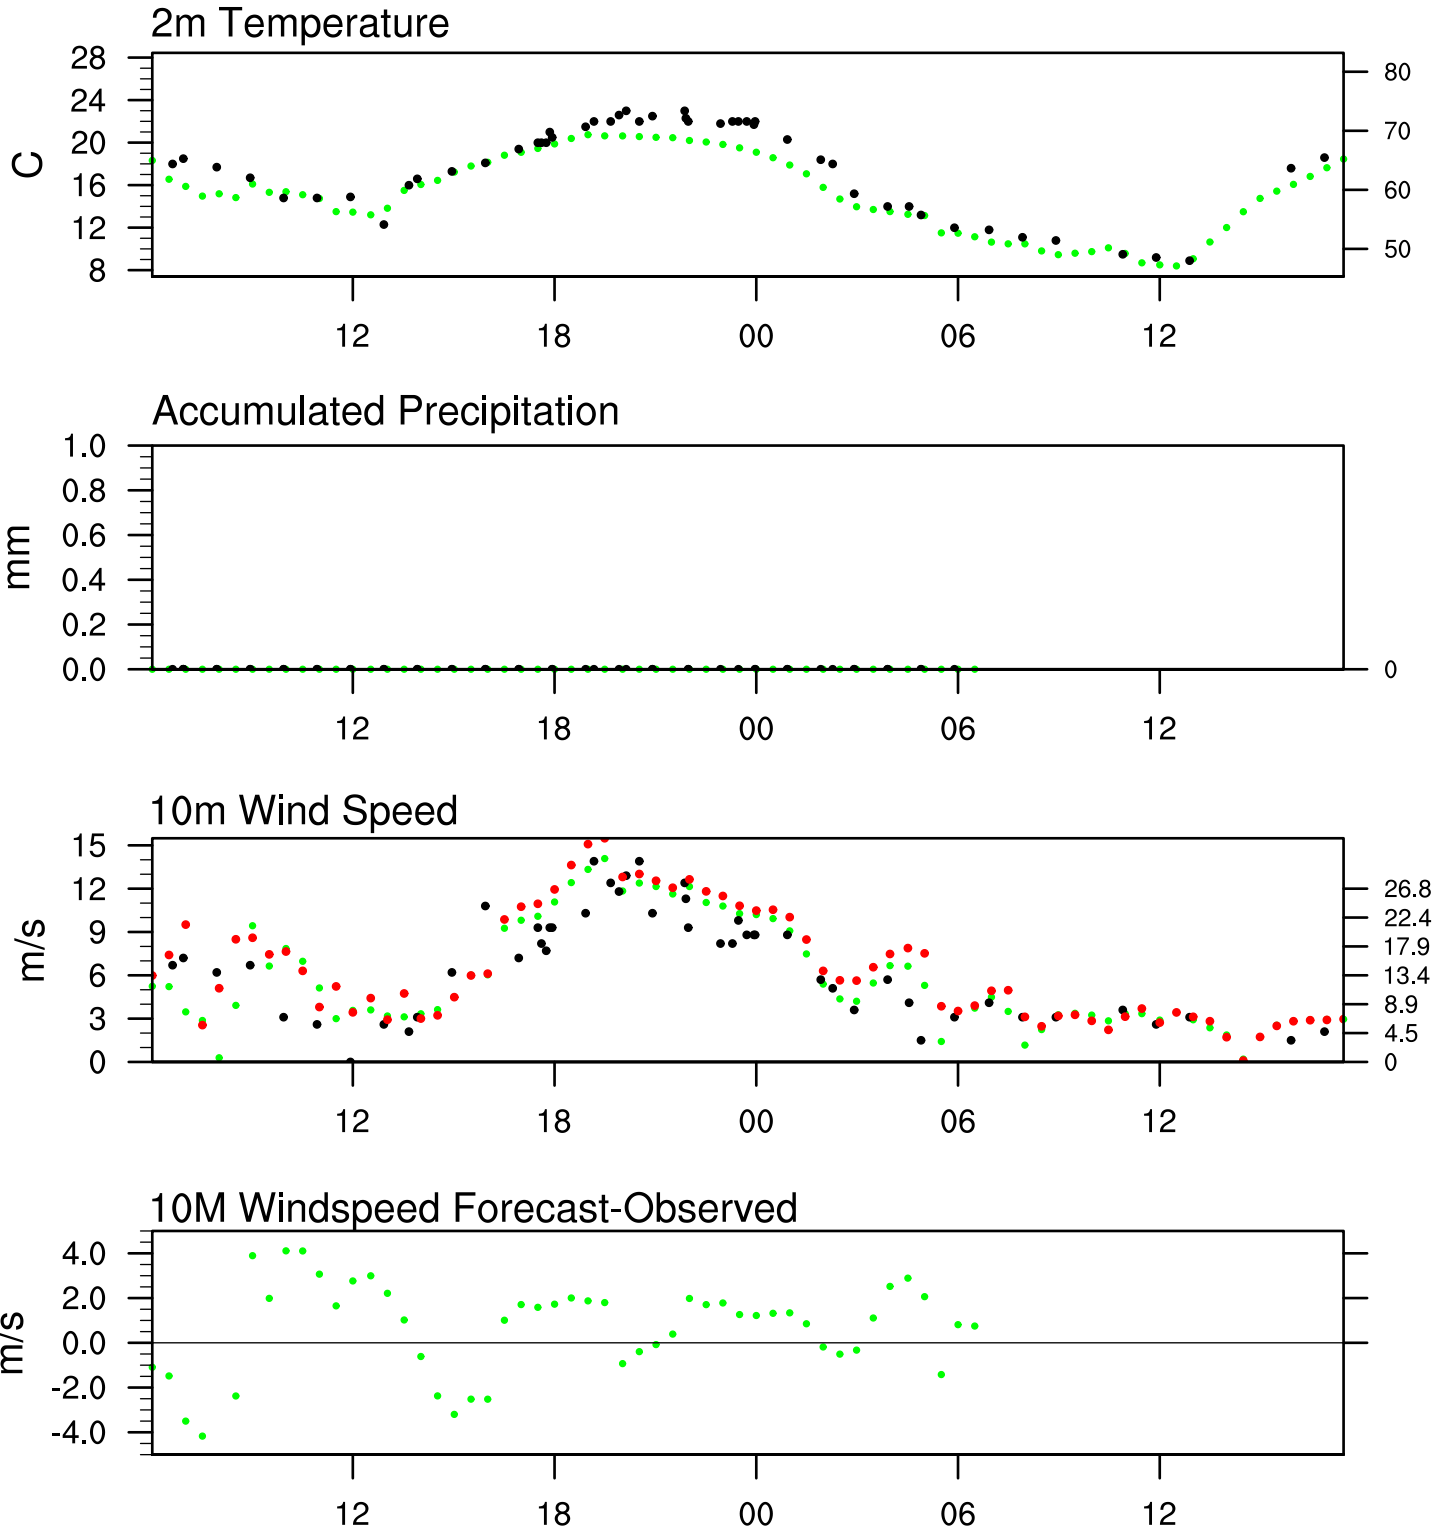 2m Temperature
28
24
20
16
12
8
C
80
70
60
50
12 18 00 06 12
Accumulated Precipitation
1.0
0.8
0.6
0.4
0.2
0.0
mm
0
12 18 00 06 12
10m Wind Speed
15
12
9
6
3
0
m/s
26.8
22.4
17.9
13.4
8.9
4.5
0
12 18 00 06 12
10M Windspeed Forecast-Observed
4.0
2.0
0.0
-2.0
-4.0
m/s
12 18 00 06 12